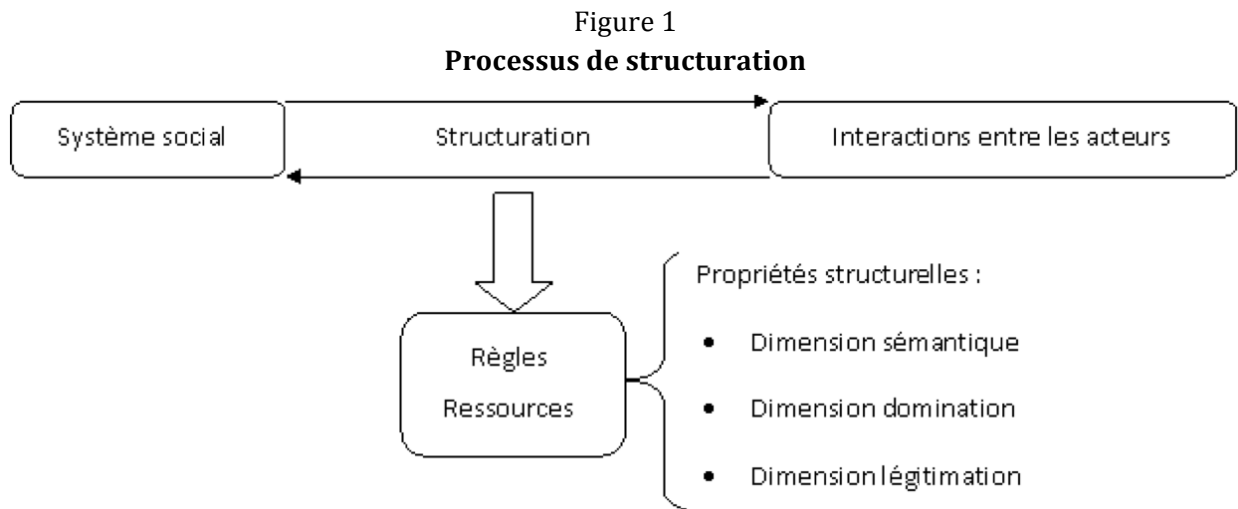 Figure 1
Processus de structuration
Système social
Structuration
Interactions entre les acteurs
Règles
Ressources
Propriétés structurelles :
• Dimension sémantique
• Dimension domination
• Dimension légitimation